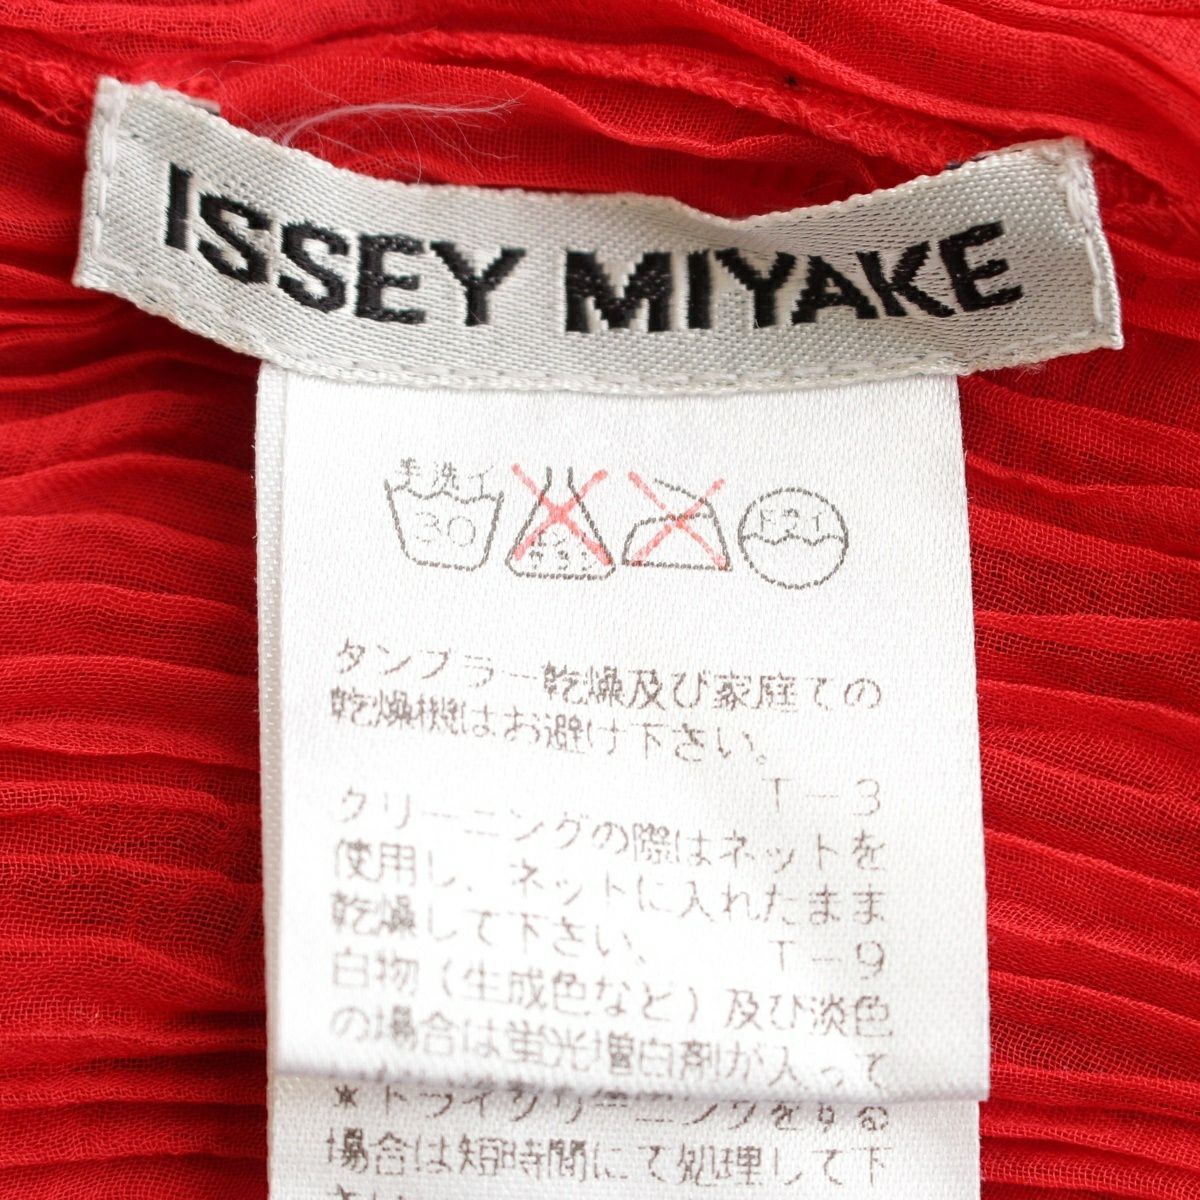 ISSEY MIYAKE
手洗イ
30
ドライ
タンブラー乾燥及び家庭での
乾燥機はお避け下さい。
T-3
クリーニングの際はネットを
使用し、ネットに入れたまま
乾燥して下さい。 T-9
白物(生成色など)及び淡色
の場合は蛍光増白剤が入って
*ドライクリーニングをする
場合は短時間にて処理して下